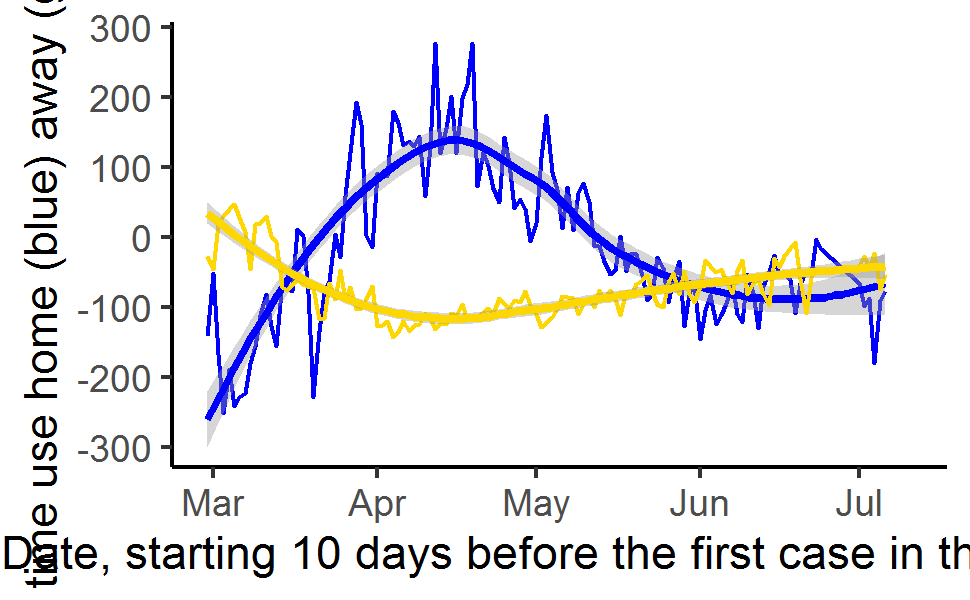 time use home (blue) away (g
300
200
100
0
-100
-200
-300
Mar Apr May Jun Jul
Date, starting 10 days before the first case in th